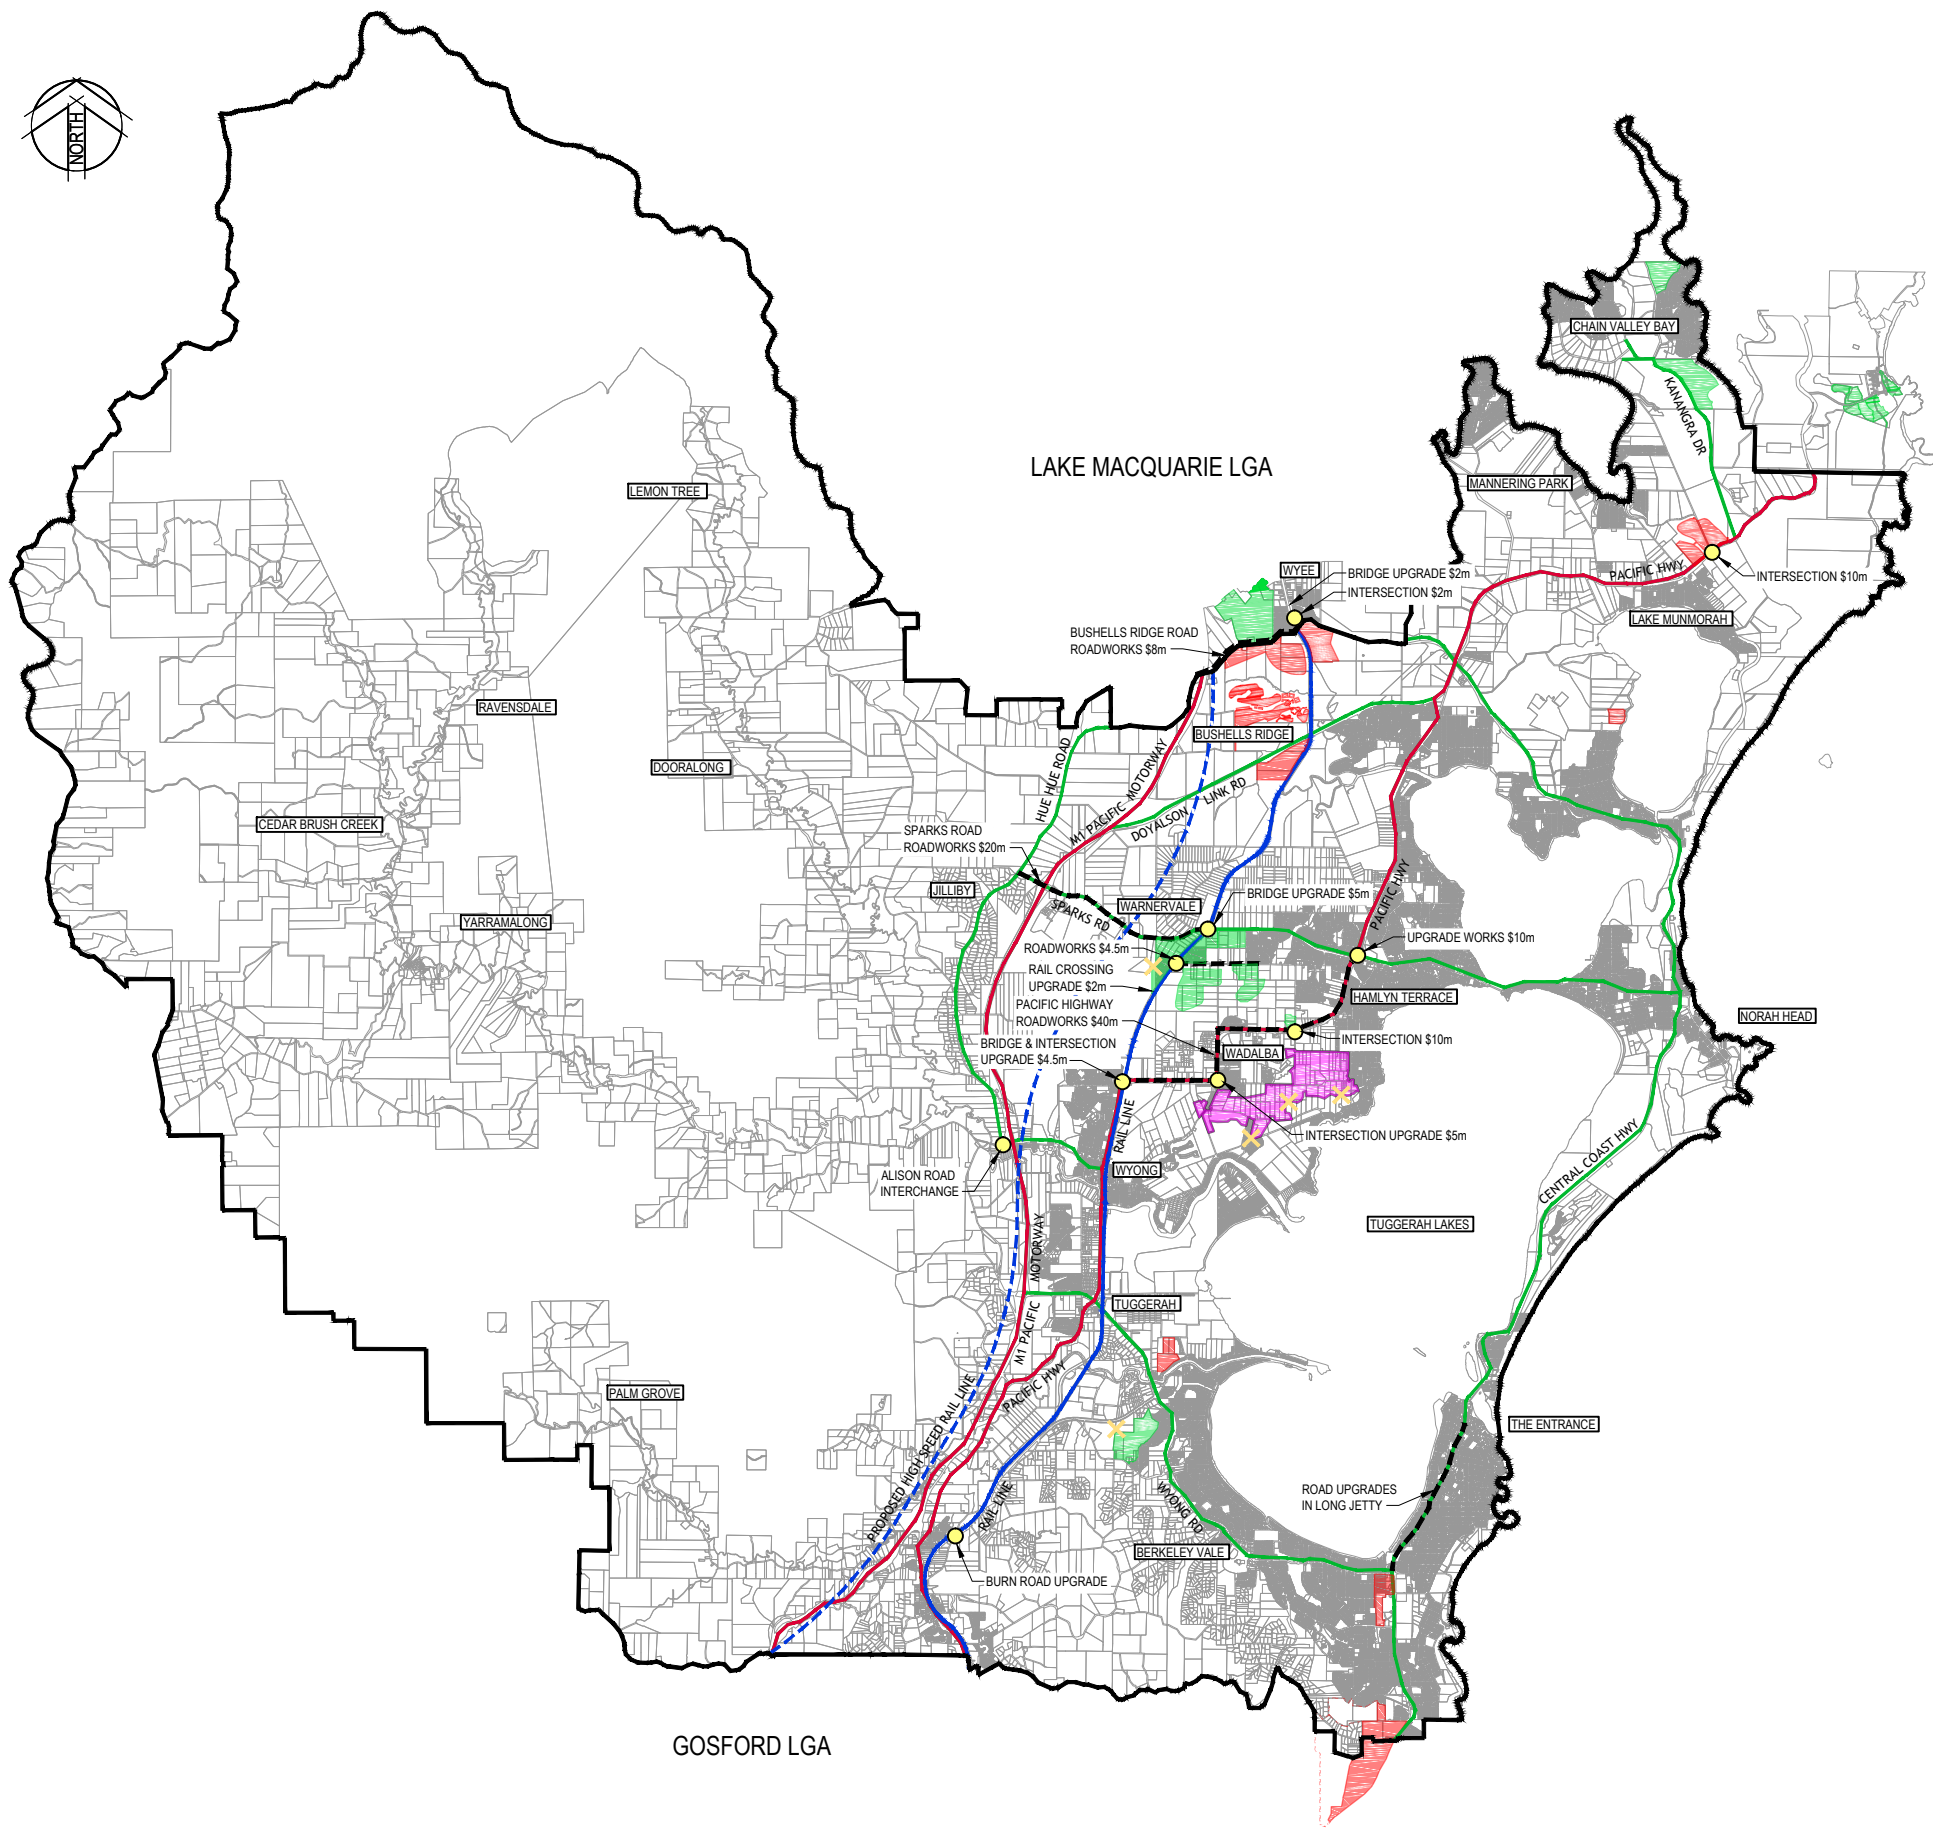 NORTH
CHAIN VALLEY BAY
KANANGRA DR
LAKE MACQUARIE LGA
MANNERING PARK
LEMON TREE
PACIFIC HWY
INTERSECTION $10m
LAKE MUNMORAH
WYEE
BRIDGE UPGRADE $2m
INTERSECTION $2m
BUSHELLS RIDGE ROAD
ROADWORKS $8m
RAVENSDALE
BUSHELLS RIDGE
DOORALONG
HUE HUE ROAD
M1 PACIFIC MOTORWAY
DOYALSON LINK RD
CEDAR BRUSH CREEK
SPARKS ROAD
ROADWORKS $20m
JILLIBY
SPARKS RD
WARNERVALE
BRIDGE UPGRADE $5m
PACIFIC HWY
YARRAMALONG
UPGRADE WORKS $10m
ROADWORKS $4.5m
RAIL CROSSING
UPGRADE $2m
PACIFIC HIGHWAY
ROADWORKS $40m
HAMLYN TERRACE
NORAH HEAD
BRIDGE & INTERSECTION
UPGRADE $4.5m
INTERSECTION $10m
WADALBA
RAIL LINE
INTERSECTION UPGRADE $5m
ALISON ROAD
INTERCHANGE
WYONG
CENTRAL COAST HWY
TUGGERAH LAKES
M1 PACIFIC MOTORWAY
TUGGERAH
PACIFIC HWY
PALM GROVE
PROPOSED HIGH SPEED RAIL LINE
RAIL LINE
THE ENTRANCE
ROAD UPGRADES
IN LONG JETTY
WYONG RD
BERKELEY VALE
BURN ROAD UPGRADE
GOSFORD LGA